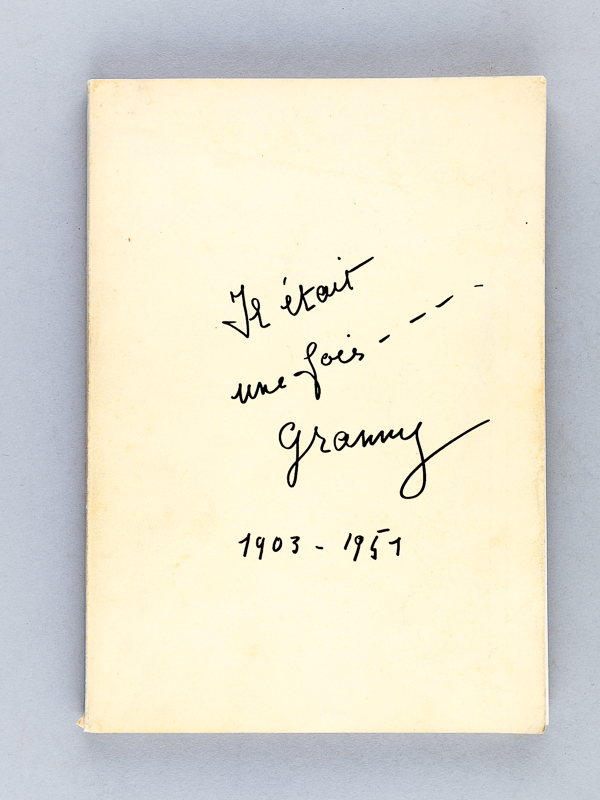 Il était
une fois - - - -
Granny
1903 - 1951